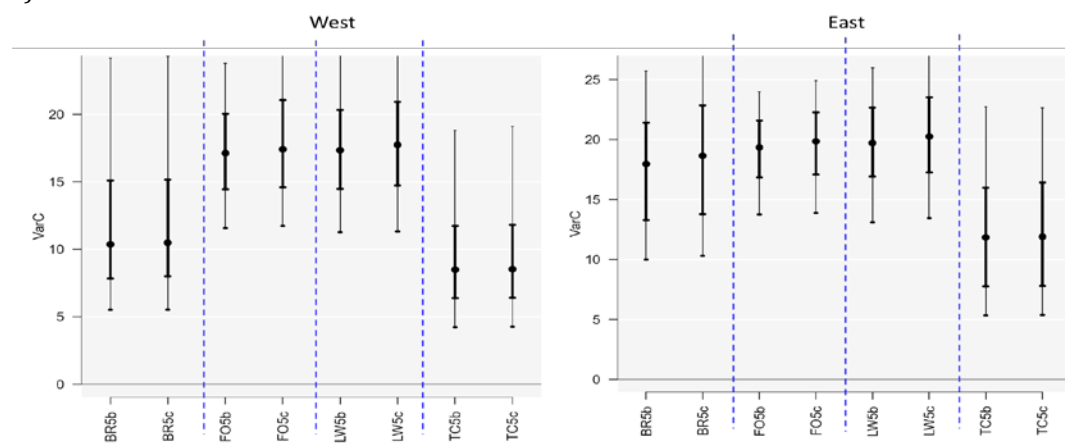 West
East
VarC
20
15
10
5
0
BR5b
BR5c
FO5b
FO5c
LW5b
LW5c
TC5b
TC5c
VarC
25
20
15
10
5
0
BR5b
BR5c
FO5b
FO5c
LW5b
LW5c
TC5b
TC5c